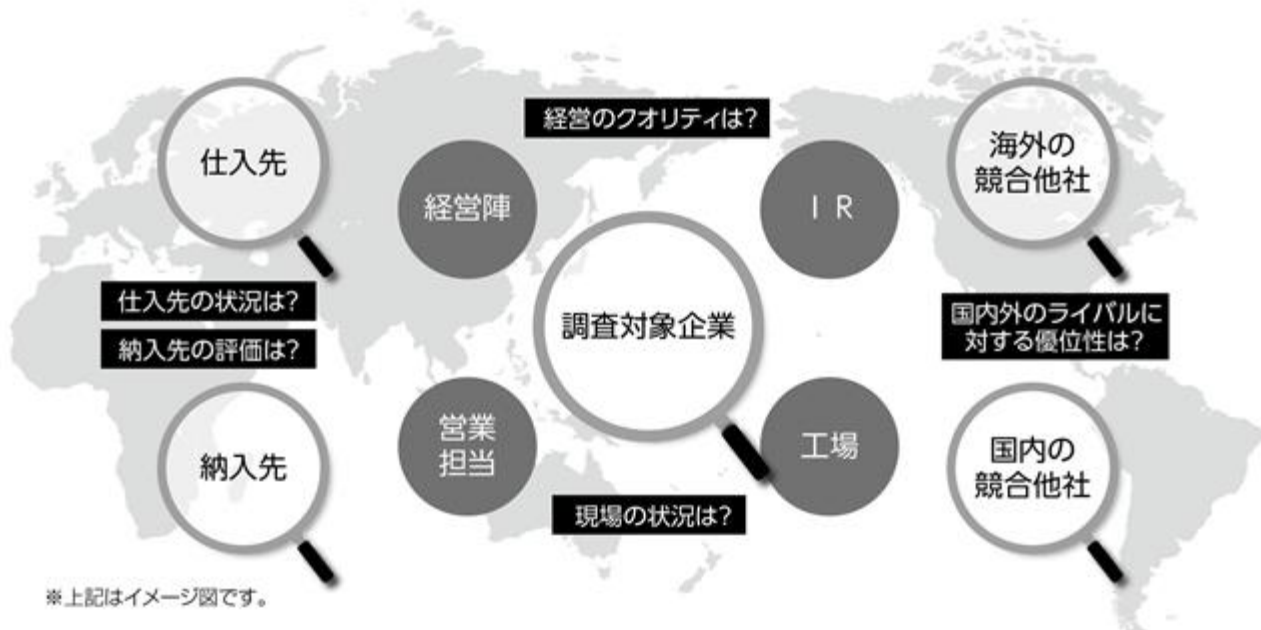 経営のクオリティは?
仕入先
経営陣
I R
海外の
競合他社
調査対象企業
仕入先の状況は?
納入先の評価は?
国内外のライバルに
対する優位性は?
納入先
営業
担当
工場
国内の
競合他社
現場の状況は?
※上記はイメージ図です。